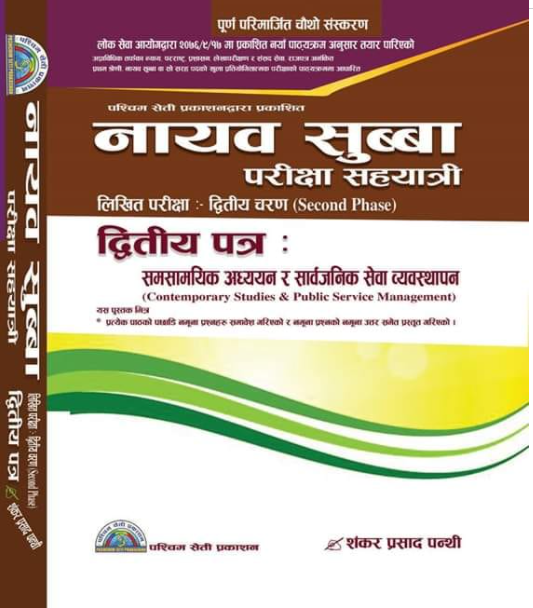 पूर्ण परिमार्जित चौथो संस्करण
लोक सेवा आयोगद्वारा २०७६/९/१७ मा प्रकाशित नयाँ पाठ्यक्रम अनुसार तयार पारिएको
पश्चिम सेती प्रकाशनद्वारा प्रकाशित
नायव सुब्बा
परीक्षा सहयात्री
लिखित परीक्षा :- द्वितीय चरण (Second Phase)
द्वितीय पत्र :
समसामयिक अध्ययन र सार्वजनिक सेवा व्यवस्थापन
(Contemporary Studies & Public Service Management)
यस पुस्तक भित्र
* प्रत्येक पाठको पछाडि नमूना प्रश्नहरु समावेश गरिएको र नमूना प्रश्नको नमूना उत्तर समेत प्रस्तुत गरिएको ।
पश्चिम सेती प्रकाशन
शंकर प्रसाद पन्थी
नायव सुब्बा
परीक्षा सहयात्री
लिखित परीक्षा : द्वितीय चरण (Second Phase)
द्वितीय पत्र
शंकर प्रसाद पन्थी